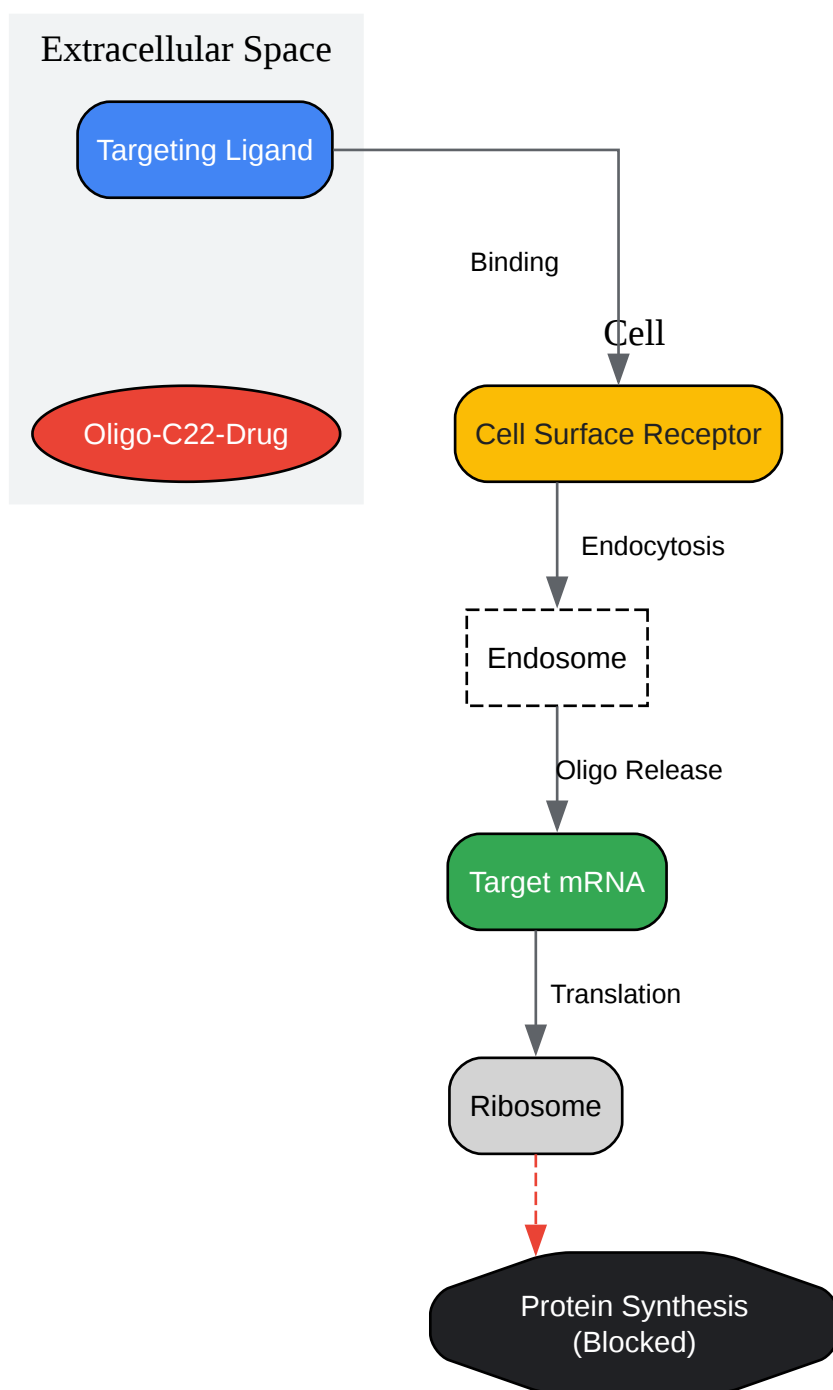 Extracellular Space
Targeting Ligand
Binding
Cell
Oligo-C22-Drug
Cell Surface Receptor
Endocytosis
Endosome
Oligo Release
Target mRNA
Translation
Ribosome
Protein Synthesis
(Blocked)